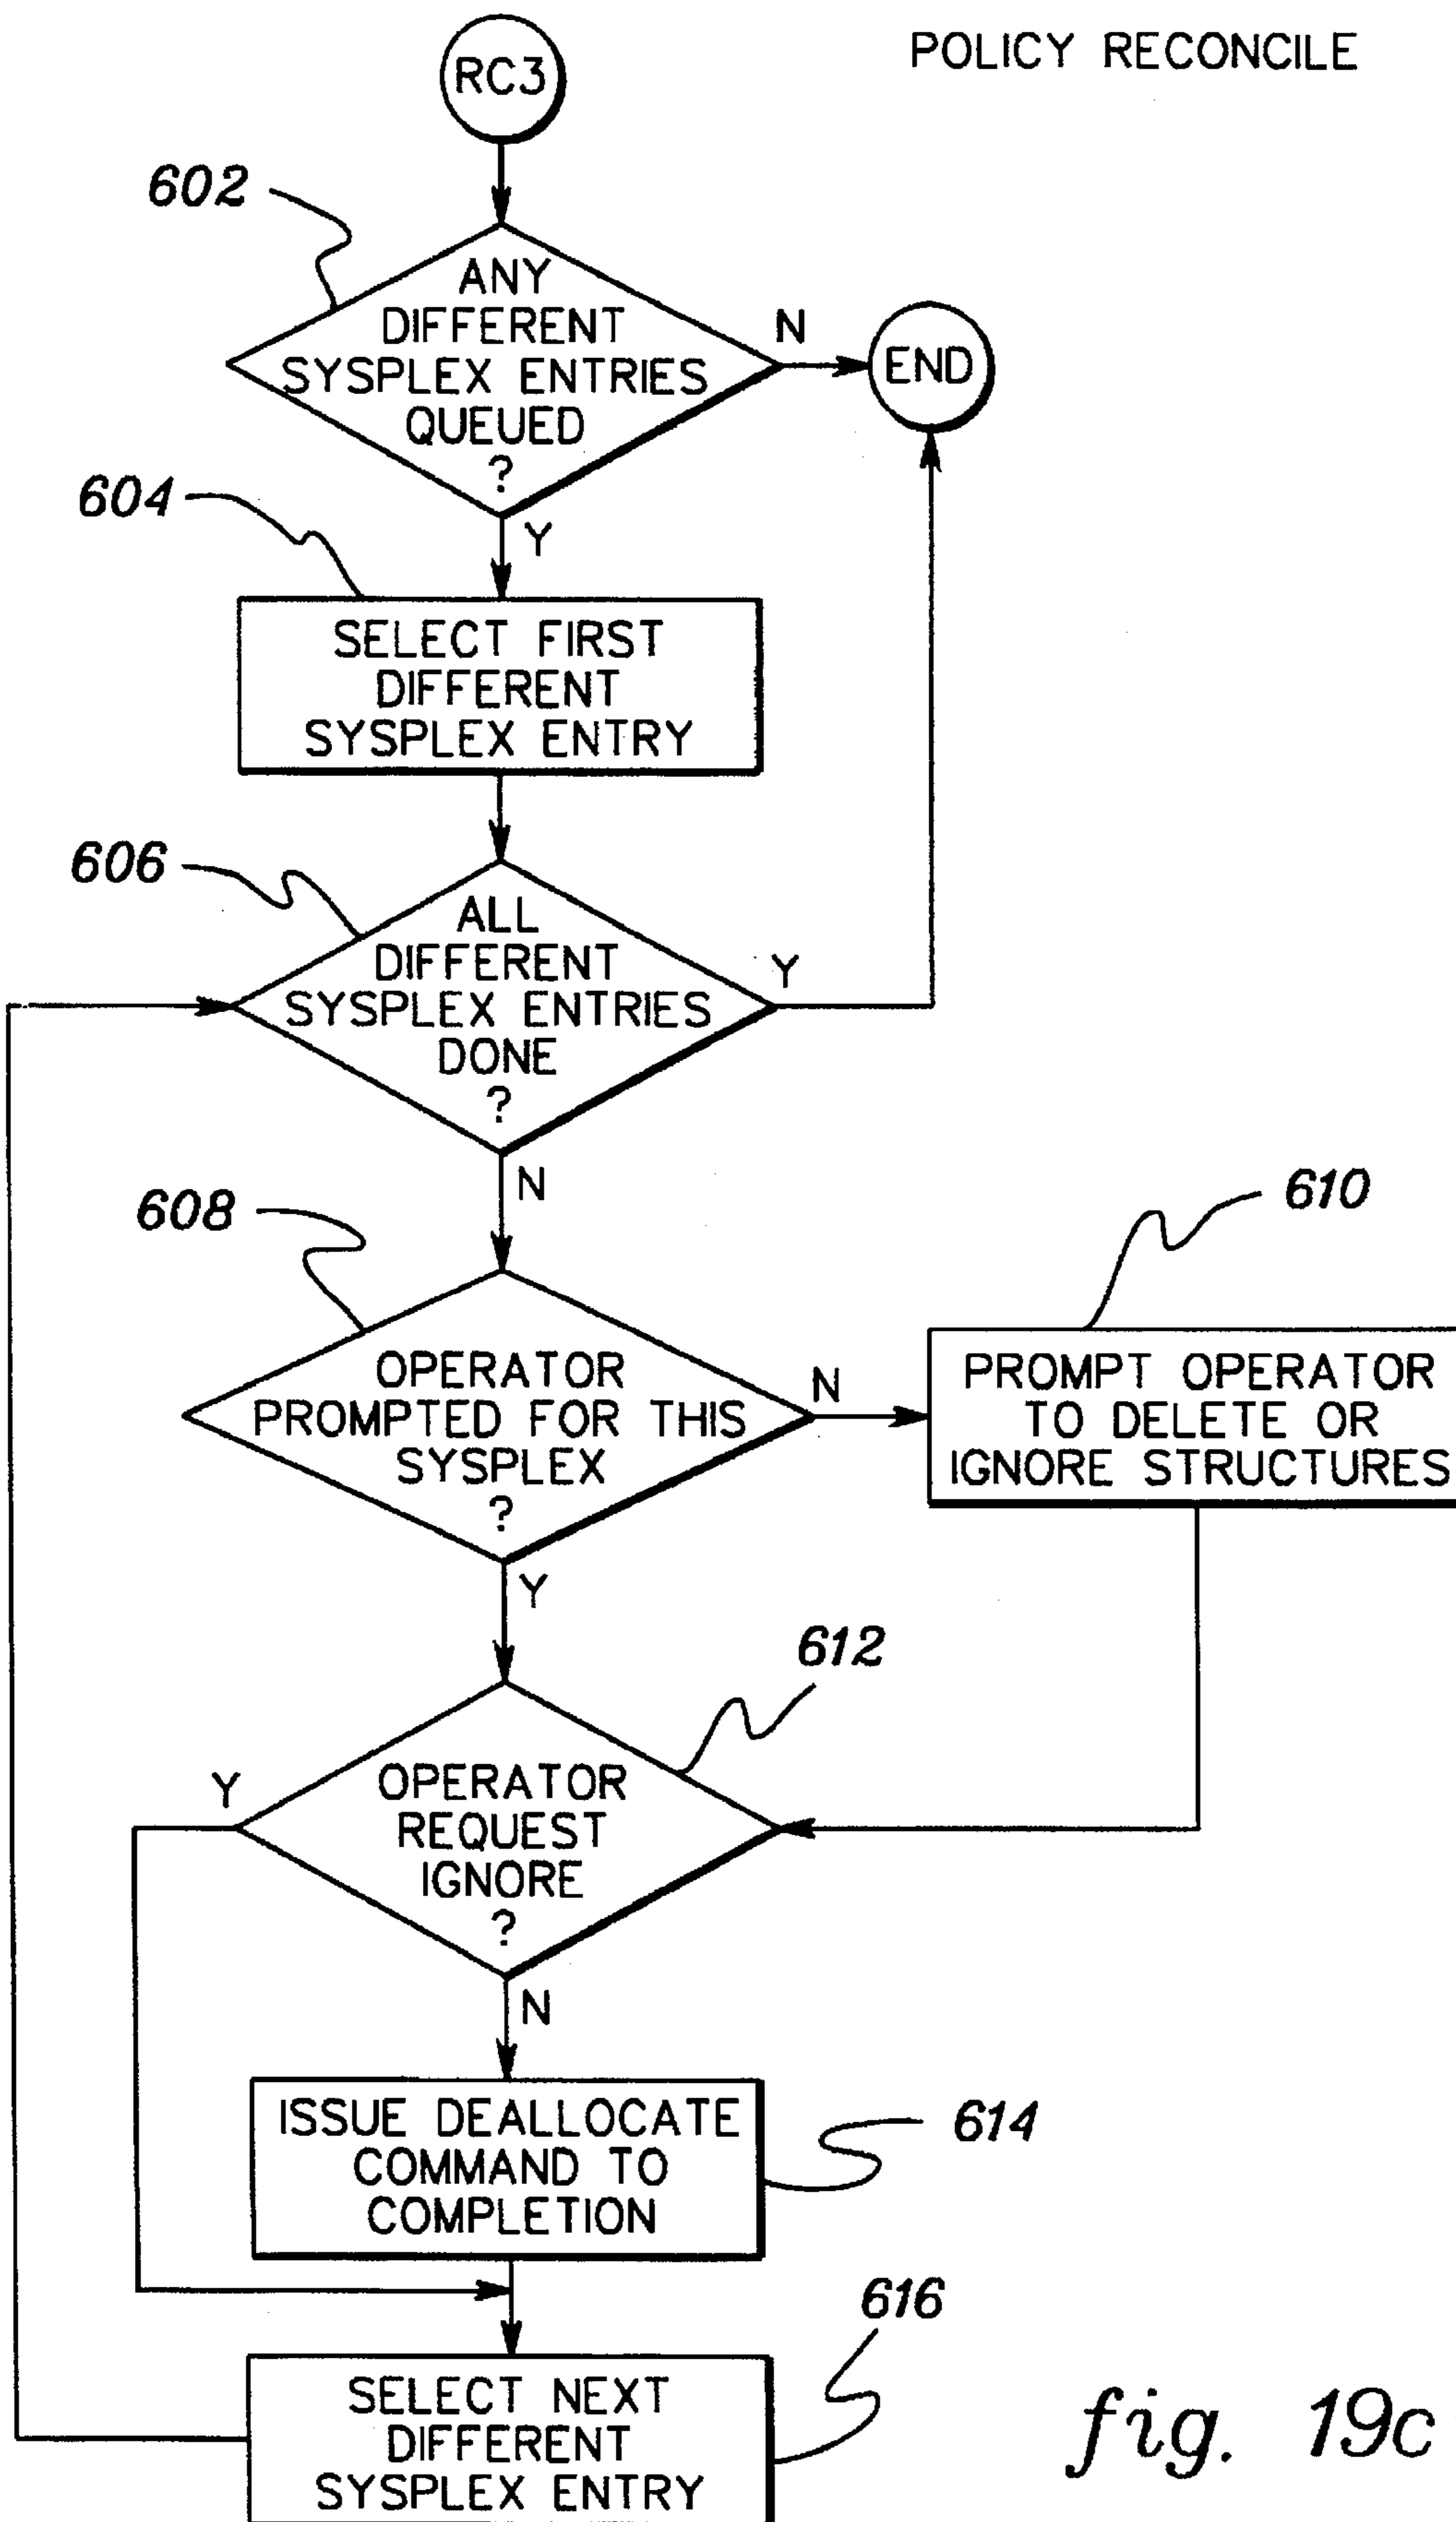 POLICY RECONCILE
RC3
602
ANY
DIFFERENT
SYSPLEX ENTRIES
QUEUED
?
N
END
Y
604
SELECT FIRST
DIFFERENT
SYSPLEX ENTRY
606
ALL
DIFFERENT
SYSPLEX ENTRIES
DONE
?
Y
N
608
OPERATOR
PROMPTED FOR THIS
SYSPLEX
?
N
610
PROMPT OPERATOR
TO DELETE OR
IGNORE STRUCTURES
Y
612
OPERATOR
REQUEST
IGNORE
?
Y
N
ISSUE DEALLOCATE
COMMAND TO
COMPLETION
614
616
SELECT NEXT
DIFFERENT
SYSPLEX ENTRY
fig. 19c